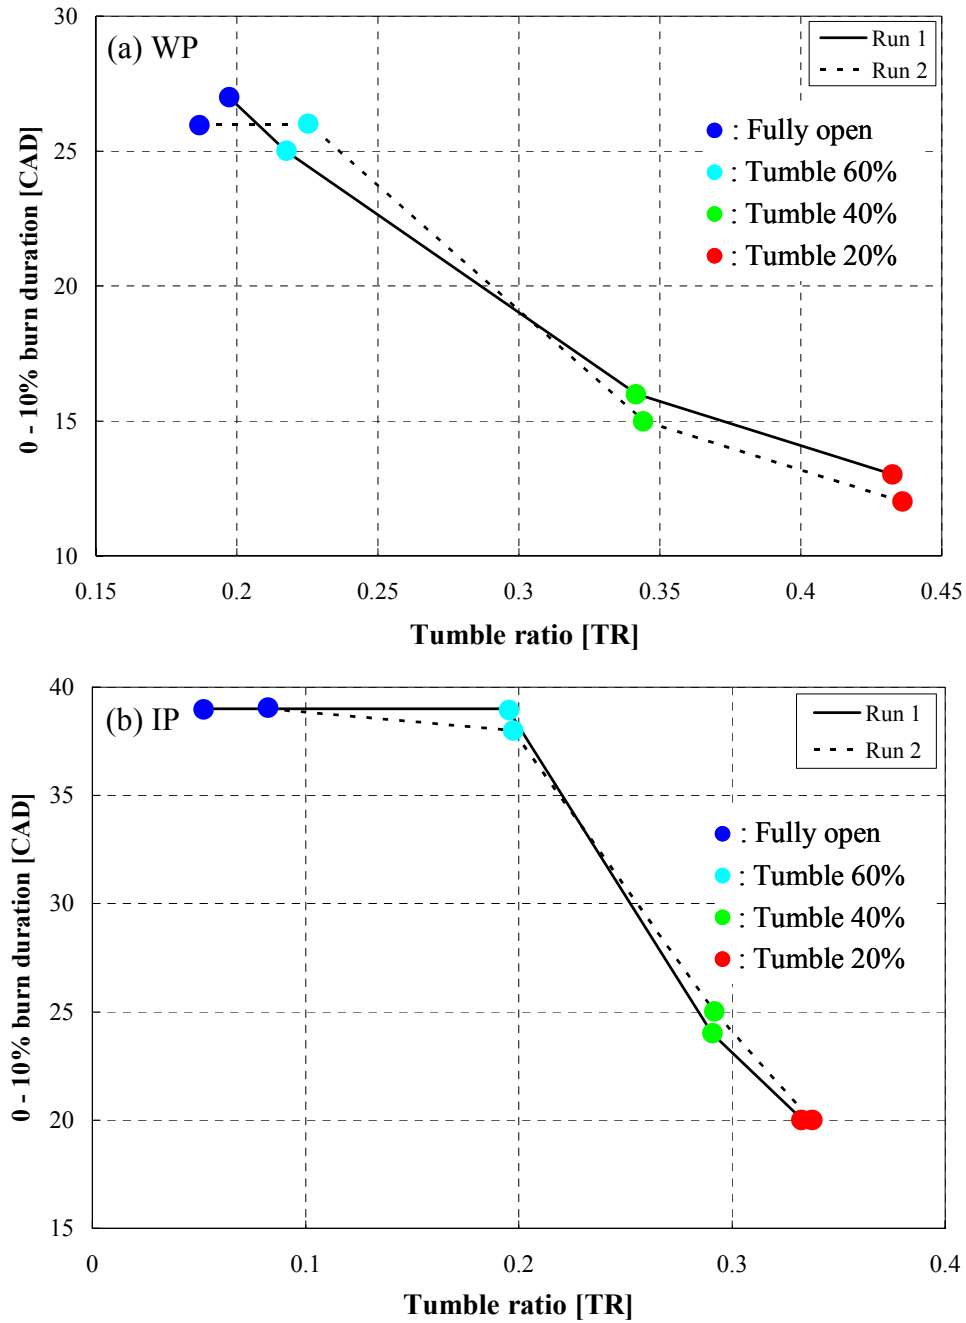 (a) WP
Run 1
Run 2
: Fully open
: Tumble 60%
: Tumble 40%
: Tumble 20%
0 - 10% burn duration [CAD]
30
25
20
15
10
0.15 0.2 0.25 0.3 0.35 0.4 0.45
Tumble ratio [TR]
(b) IP
Run 1
Run 2
: Fully open
: Tumble 60%
: Tumble 40%
: Tumble 20%
0 - 10% burn duration [CAD]
40
35
30
25
20
15
0 0.1 0.2 0.3 0.4
Tumble ratio [TR]